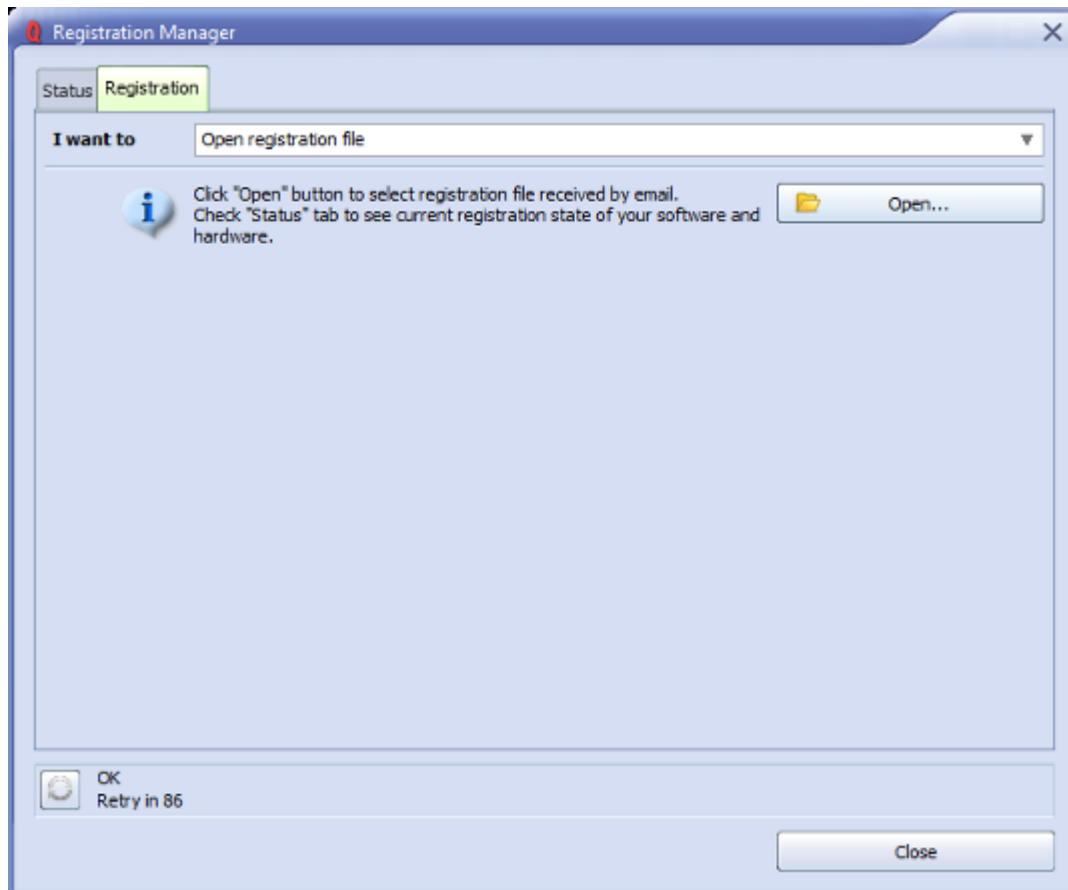 Registration Manager
Status Registration
I want to Open registration file
Click "Open" button to select registration file received by email.
Check "Status" tab to see current registration state of your software and
hardware.
Open...
OK
Retry in 86
Close